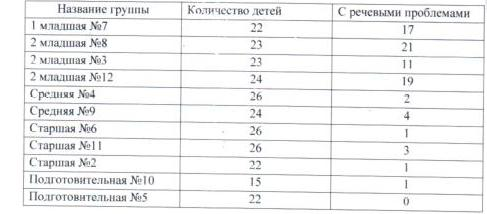 Название группы Количество детей С речевыми проблемами
1 младшая №7 22 17
2 младшая №8 23 21
2 младшая №3 23 11
2 младшая №12 24 19
Средняя №4 26 2
Средняя №9 24 4
Старшая №6 26 1
Старшая №11 26 3
Старшая №2 22 1
Подготовительная №10 15 1
Подготовительная №5 22 0